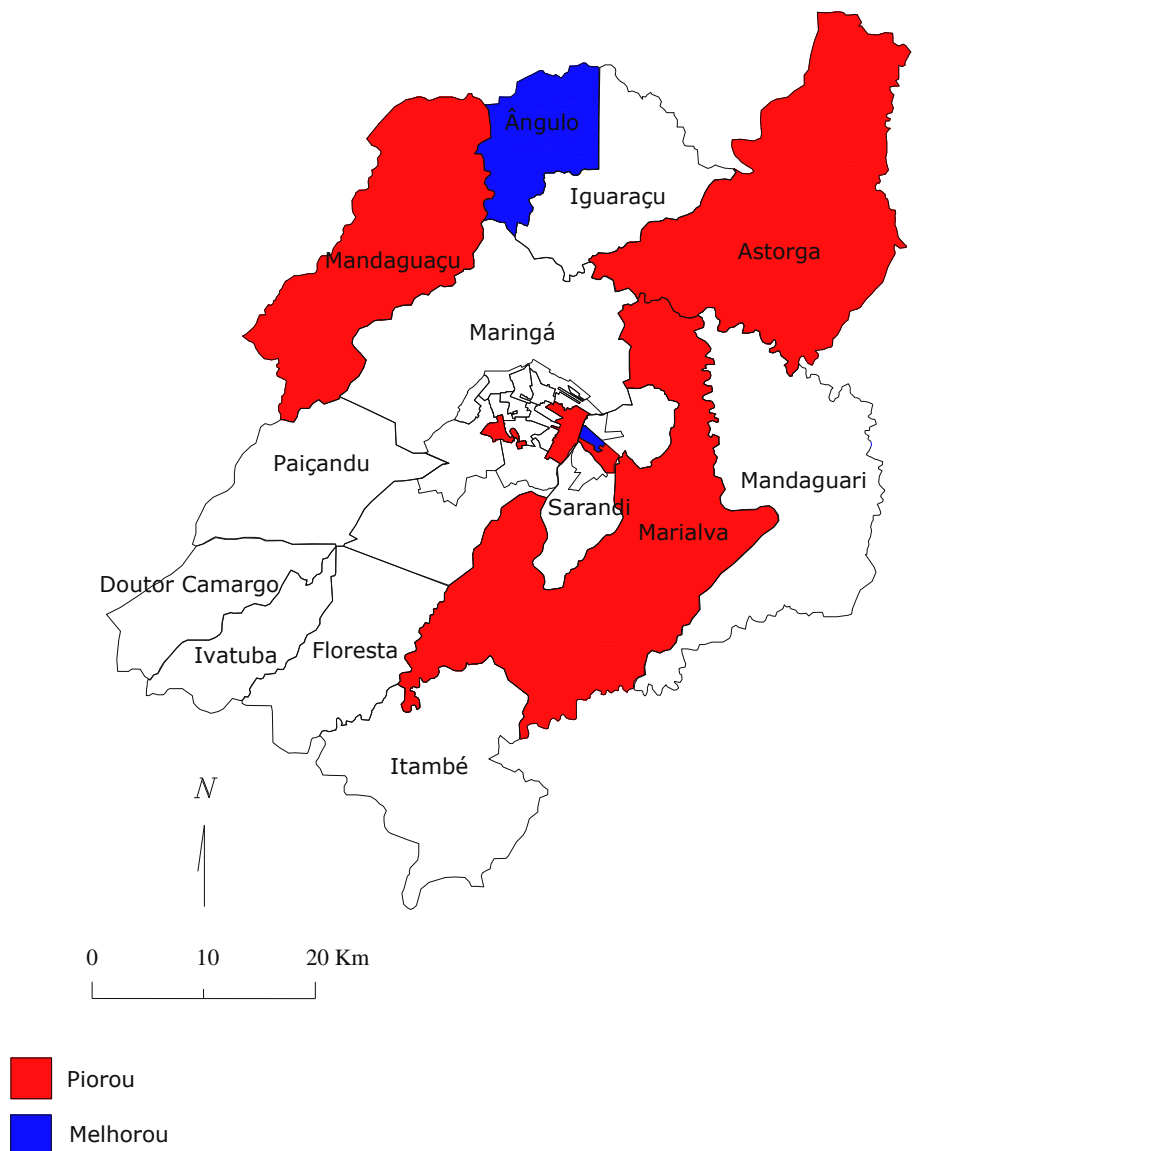 Ângulo
Iguaraçu
Astorga
Mandaguaçu
Maringá
Paiçandu
Mandaguari
Sarandi
Marialva
Doutor Camargo
Floresta
Ivatuba
Itambé
N
0 10 20 Km
Piorou
Melhorou